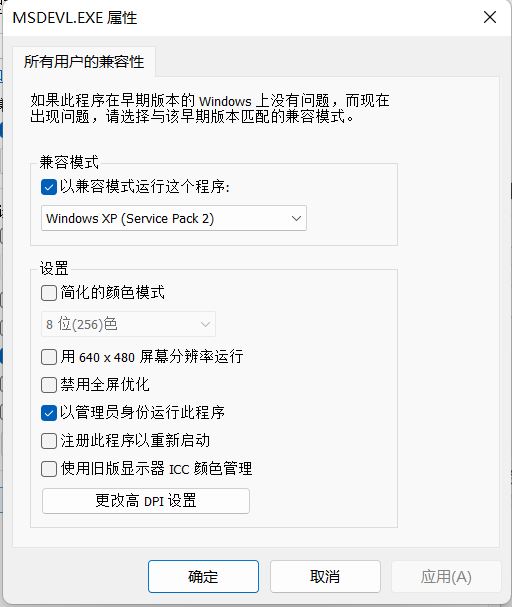 MSDEVL.EXE 属性
所有用户的兼容性
如果此程序在早期版本的 Windows 上没有问题，而现在
出现问题，请选择与该早期版本匹配的兼容模式。
兼容模式
以兼容模式运行这个程序:
Windows XP (Service Pack 2)
设置
简化的颜色模式
8 位(256)色
用 640 x 480 屏幕分辨率运行
禁用全屏优化
以管理员身份运行此程序
注册此程序以重新启动
使用旧版显示器 ICC 颜色管理
更改高 DPI 设置
确定
取消
应用(A)